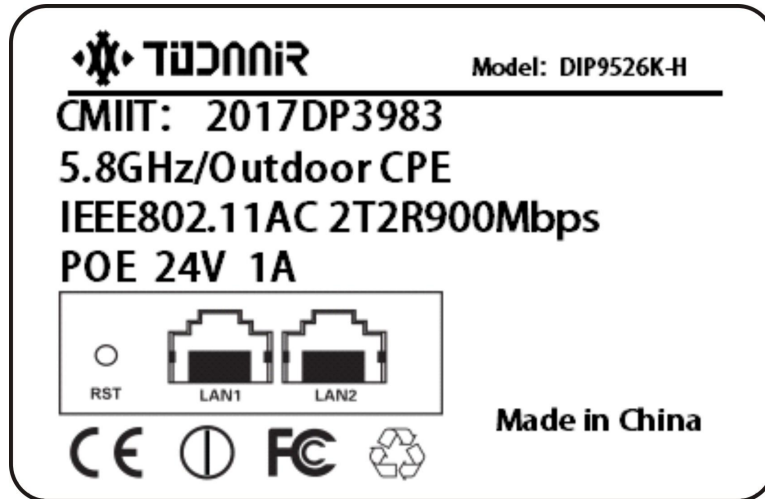 TÜOMAIR
Model: DIP9526K-H
CMIIT: 2017DP3983
5.8GHz/Outdoor CPE
IEEE802.11AC 2T2R900Mbps
POE 24V 1A
RST
LAN1
LAN2
Made in China
CE FC